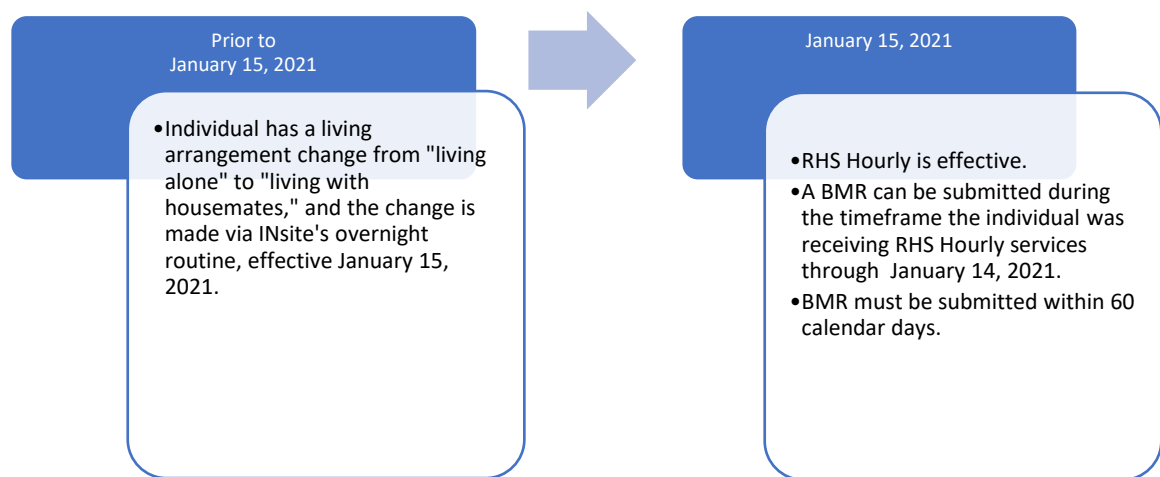 Prior to
January 15, 2021
•Individual has a living
arrangement change from "living
alone" to "living with
housemates," and the change is
made via INsite's overnight
routine, effective January 15,
2021.
January 15, 2021
•RHS Hourly is effective.
•A BMR can be submitted during
the timeframe the individual was
receiving RHS Hourly services
through  January 14, 2021.
•BMR must be submitted within 60
calendar days.